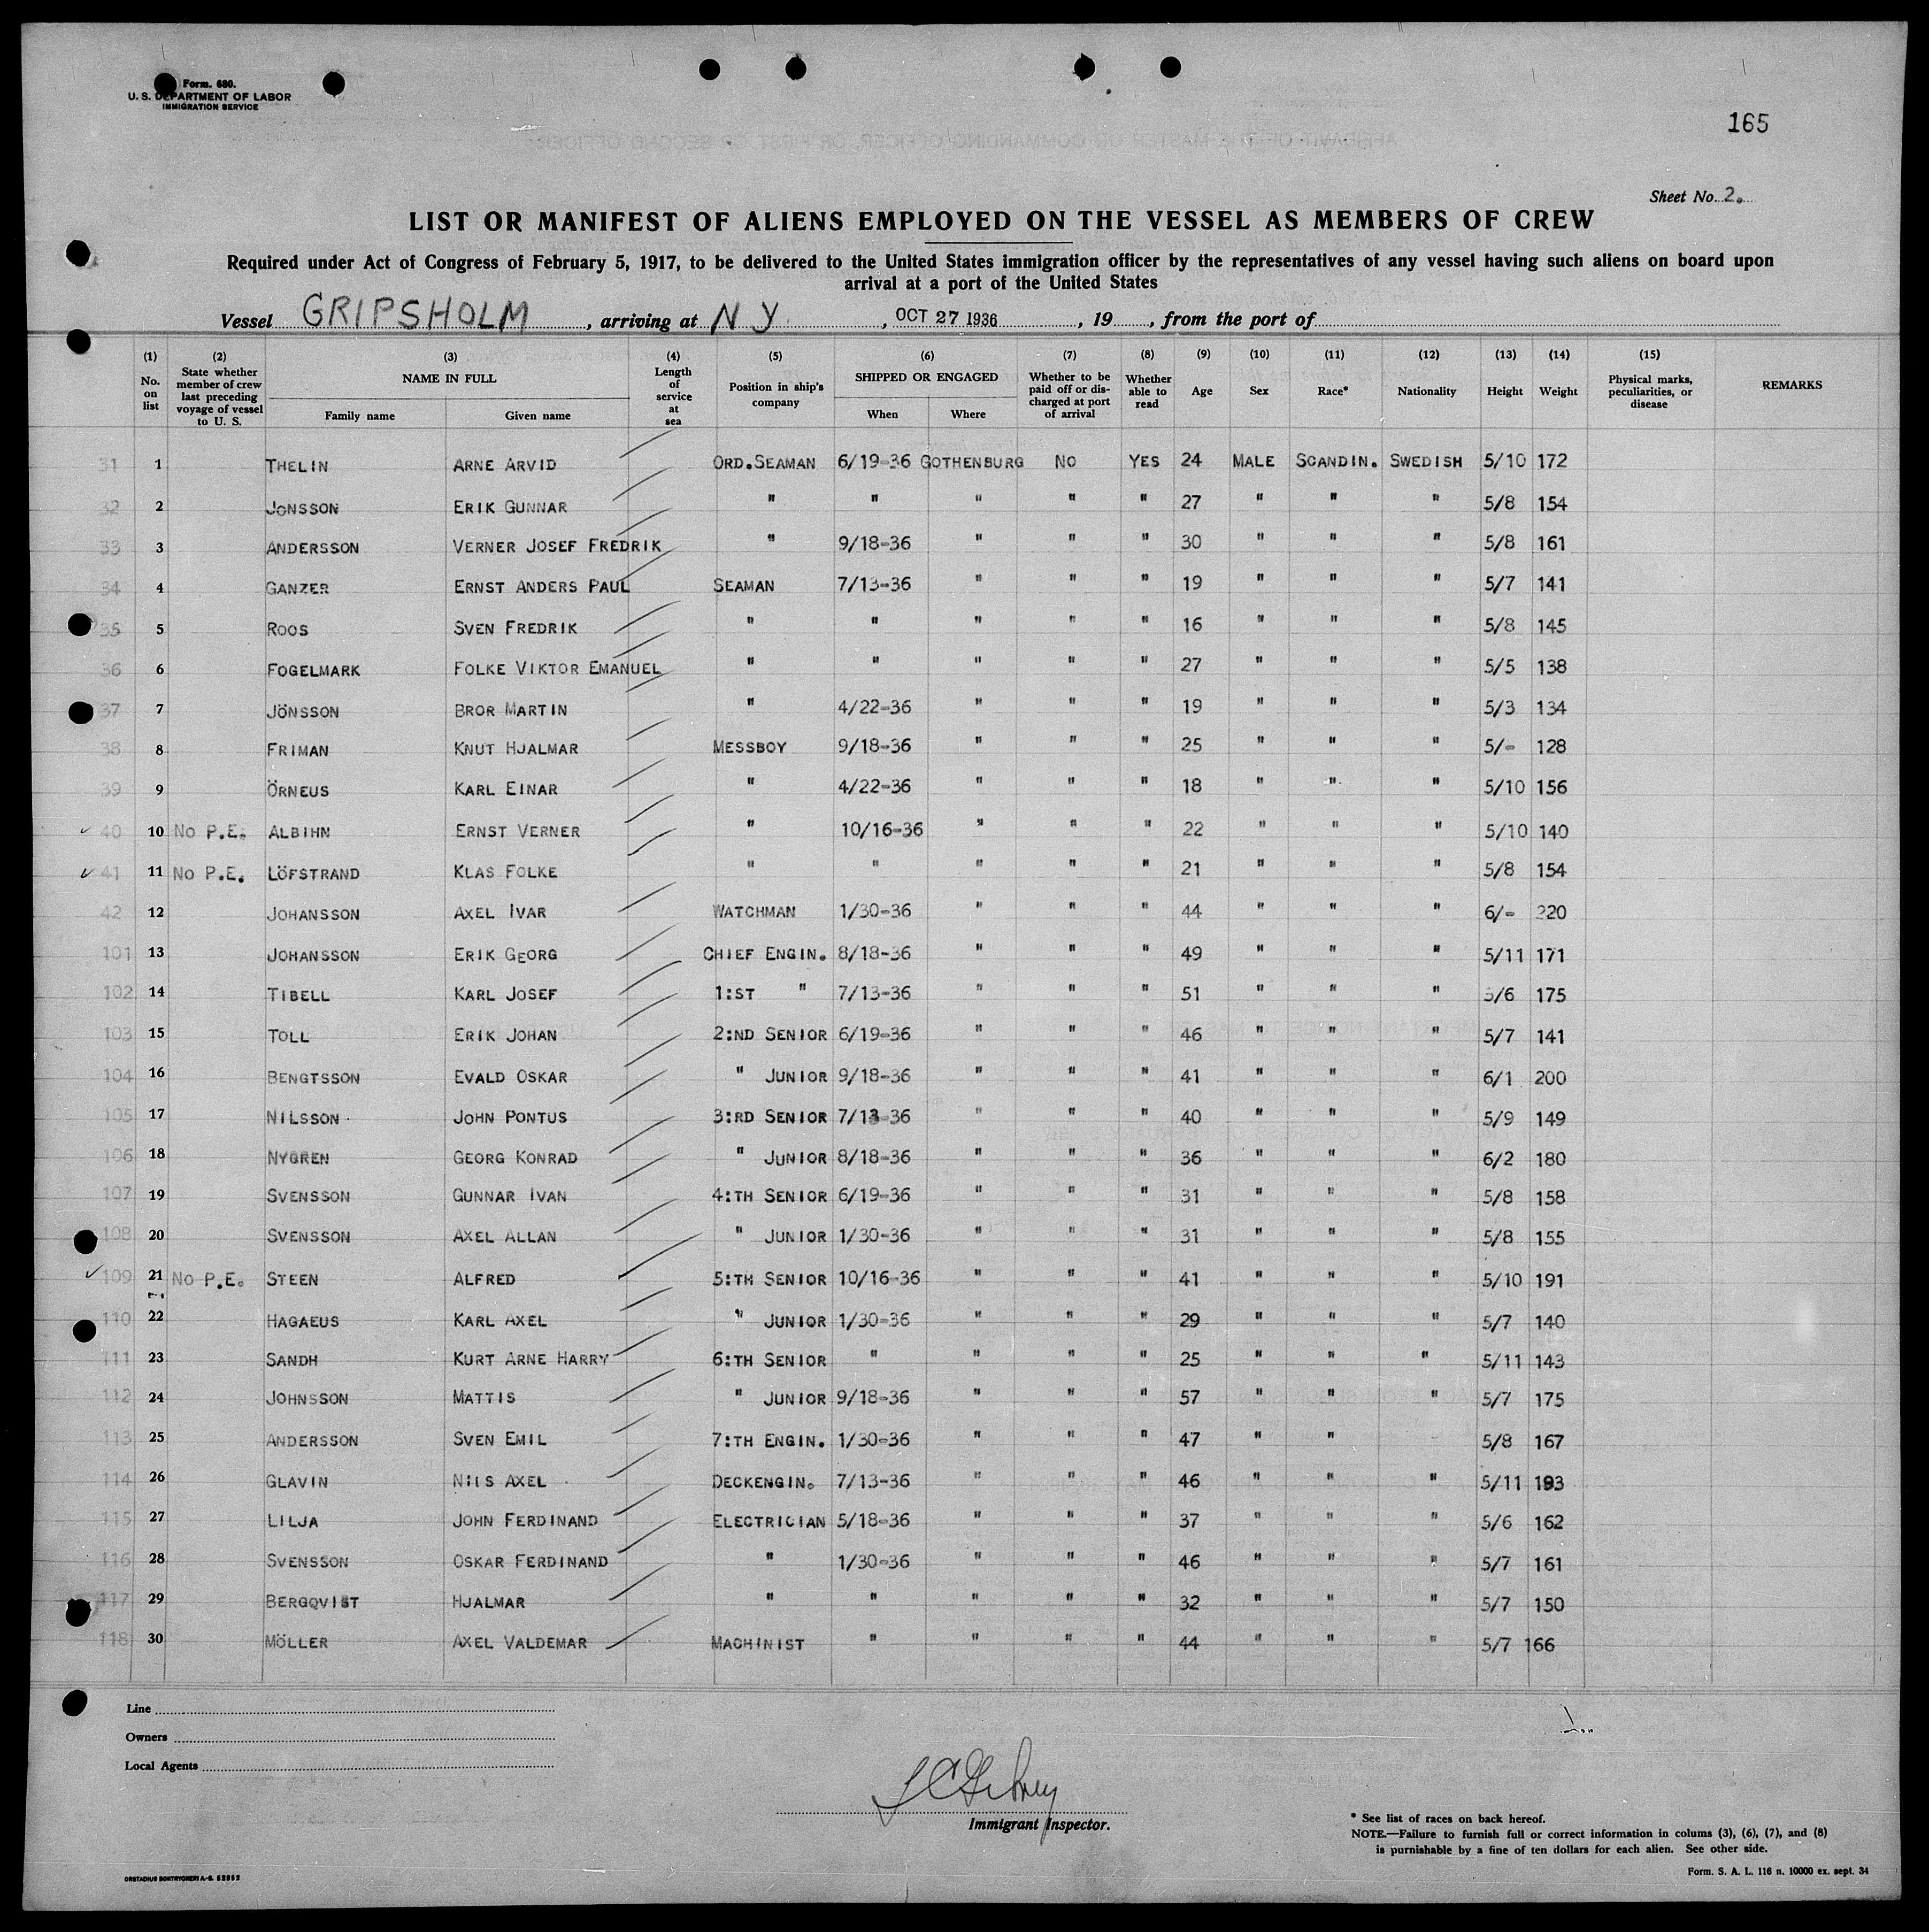 Form. 680.
U. S. DEPARTMENT OF LABOR
IMMIGRATION SERVICE
165
Sheet No. 2.
LIST OR MANIFEST OF ALIENS EMPLOYED ON THE VESSEL AS MEMBERS OF CREW
Required under Act of Congress of February 5, 1917, to be delivered to the United States immigration officer by the representatives of any vessel having such aliens on board upon
arrival at a port of the United States
Vessel GRIPSHOLM, arriving at N Y, OCT 27 1936, 19, from the port of
(1) No. on list (2) State whether member of crew last preceding voyage of vessel to U. S. (3) NAME IN FULL Family name Given name (4) Length of service at sea (5) Position in ship's company (6) SHIPPED OR ENGAGED When Where (7) Whether to be paid off or dis-charged at port of arrival (8) Whether able to read (9) Age (10) Sex (11) Race* (12) Nationality (13) Height (14) Weight (15) Physical marks, peculiarities, or disease REMARKS
31 1 THELIN ARNE ARVID ORD.SEAMAN 6/19-36 GOTHENBURG NO YES 24 MALE SCANDIN. SWEDISH 5/10 172
32 2 JONSSON ERIK GUNNAR " " " " " 27 " " " 5/8 154
33 3 ANDERSSON VERNER JOSEF FREDRIK " 9/18-36 " " " 30 " " " 5/8 161
34 4 GANZER ERNST ANDERS PAUL SEAMAN 7/13-36 " " " 19 " " " 5/7 141
35 5 ROOS SVEN FREDRIK " " " " " 16 " " " 5/8 145
36 6 FOGELMARK FOLKE VIKTOR EMANUEL " " " " " 27 " " " 5/5 138
37 7 JÖNSSON BROR MARTIN " 4/22-36 " " " 19 " " " 5/3 134
38 8 FRIMAN KNUT HJALMAR MESSBOY 9/18-36 " " " 25 " " " 5/- 128
39 9 ÖRNEUS KARL EINAR " 4/22-36 " " " 18 " " " 5/10 156
40 10 NO P.E. ALBIHN ERNST VERNER " 10/16-36 " " " 22 " " " 5/10 140
41 11 NO P.E. LÖFSTRAND KLAS FOLKE " " " " " 21 " " " 5/8 154
42 12 JOHANSSON AXEL IVAR WATCHMAN 1/30-36 " " " 44 " " " 6/- 220
101 13 JOHANSSON ERIK GEORG CHIEF ENGIN. 8/18-36 " " " 49 " " " 5/11 171
102 14 TIBELL KARL JOSEF 1:ST " 7/13-36 " " " 51 " " " 5/6 175
103 15 TOLL ERIK JOHAN 2:ND SENIOR 6/19-36 " " " 46 " " " 5/7 141
104 16 BENGTSSON EVALD OSKAR " JUNIOR 9/18-36 " " " 41 " " " 6/1 200
105 17 NILSSON JOHN PONTUS 3:RD SENIOR 7/13-36 " " " 40 " " " 5/9 149
106 18 NYGREN GEORG KONRAD " JUNIOR 8/18-36 " " " 36 " " " 6/2 180
107 19 SVENSSON GUNNAR IVAN 4:TH SENIOR 6/19-36 " " " 31 " " " 5/8 158
108 20 SVENSSON AXEL ALLAN " JUNIOR 1/30-36 " " " 31 " " " 5/8 155
109 21 NO P.E. STEEN ALFRED 5:TH SENIOR 10/16-36 " " " 41 " " " 5/10 191
110 22 HAGAEUS KARL AXEL " JUNIOR 1/30-36 " " " 29 " " " 5/7 140
111 23 SANDH KURT ARNE HARRY 6:TH SENIOR " " " " 25 " " " 5/11 143
112 24 JOHNSSON MATTIS " JUNIOR 9/18-36 " " " 57 " " " 5/7 175
113 25 ANDERSSON SVEN EMIL 7:TH ENGIN. 1/30-36 " " " 47 " " 5/8 167
114 26 GLAVIN NILS AXEL DECKENGIN. 7/13-36 " " " 46 " " " 5/11 193
115 27 LILJA JOHN FERDINAND ELECTRICIAN 5/18-36 " " " 37 " " " 5/6 162
116 28 SVENSSON OSKAR FERDINAND " 1/30-36 " " " 46 " " " 5/7 161
117 29 BERGQVIST HJALMAR " " " " " 32 " " " 5/7 150
118 30 MÖLLER AXEL VALDEMAR MACHINIST " " " " 44 " " " 5/7 166
Line
Owners
Local Agents
Immigrant Inspector.
* See list of races on back hereof.
NOTE.—Failure to furnish full or correct information in colums (3), (6), (7), and (8)
is purnishable by a fine of ten dollars for each alien. See other side.
Form. S. A. L. 116 n. 10000 ex. sept. 34